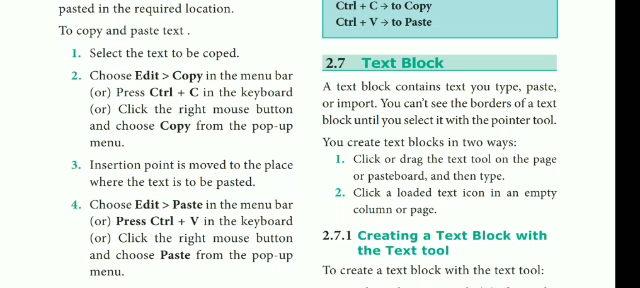 pasted in the required location.
To copy and paste text .
1. Select the text to be coped.
2. Choose Edit > Copy in the menu bar
(or) Press Ctrl + C in the keyboard
(or) Click the right mouse button
and choose Copy from the pop-up
menu.
3. Insertion point is moved to the place
where the text is to be pasted.
4. Choose Edit > Paste in the menu bar
(or) Press Ctrl + V in the keyboard
(or) Click the right mouse button
and choose Paste from the pop-up
menu.
Ctrl + C → to Copy
Ctrl + V → to Paste
2.7 Text Block
A text block contains text you type, paste,
or import. You can't see the borders of a text
block until you select it with the pointer tool.
You create text blocks in two ways:
1. Click or drag the text tool on the page
or pasteboard, and then type.
2. Click a loaded text icon in an empty
column or page.
2.7.1 Creating a Text Block with
the Text tool
To create a text block with the text tool: